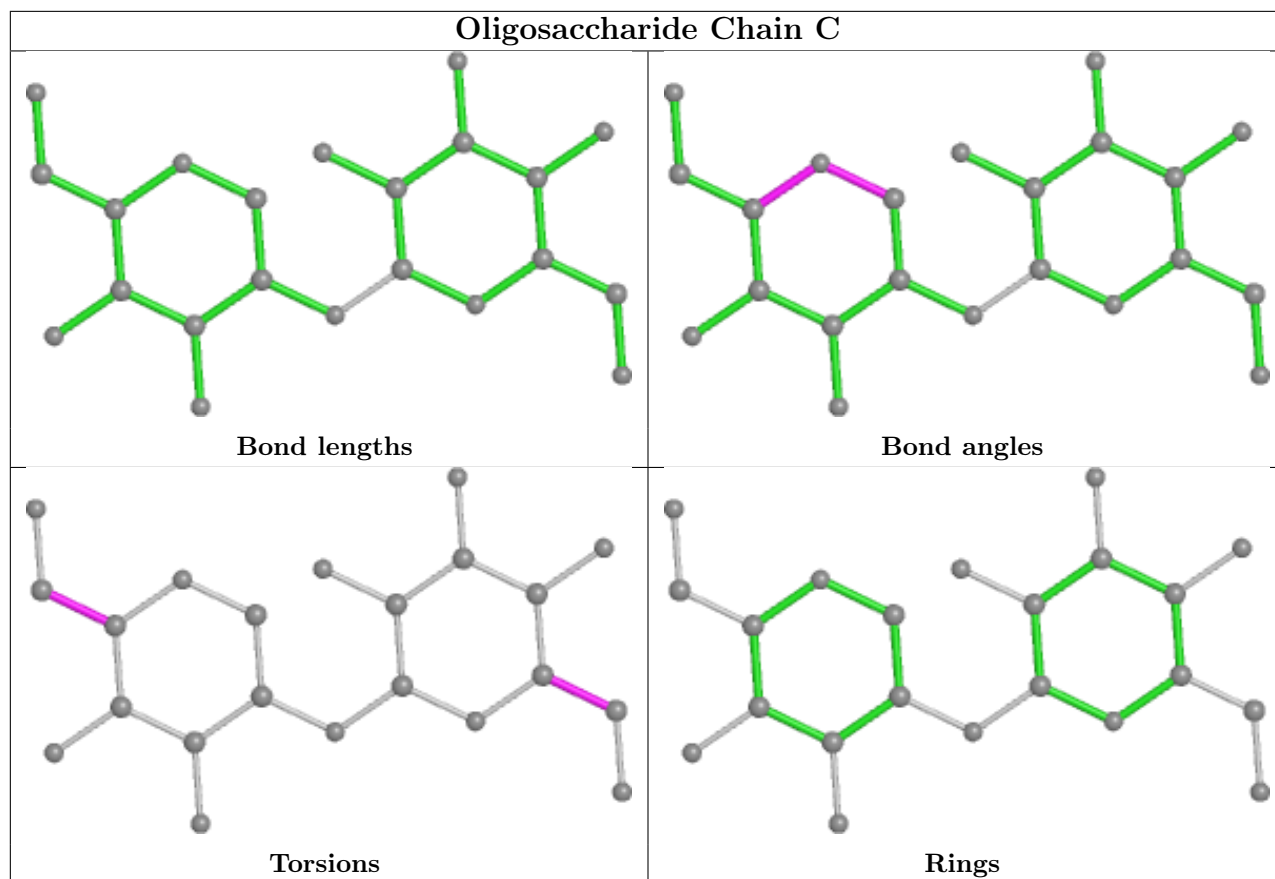 Oligosaccharide Chain C
Bond lengths
Bond angles
Torsions
Rings